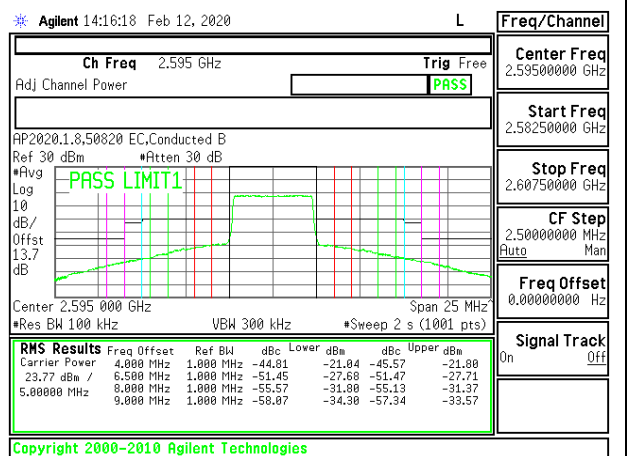 Agilent 14:16:18 Feb 12, 2020 L
Freq/Channel
Ch Freq 2.595 GHz Trig Free
Adj Channel Power PASS
Center Freq
2.59500000 GHz
Start Freq
2.58250000 GHz
Stop Freq
2.60750000 GHz
CF Step
2.50000000 MHz
Auto Man
Freq Offset
0.00000000 Hz
Signal Track
On Off
AP2020.1.8,50820 EC,Conducted B
Ref 30 dBm #Atten 30 dB
#Avg
Log
10
dB/
Offst
13.7
dB
PASS LIMIT1
Center 2.595 000 GHz Span 25 MHz^
#Res BW 100 kHz VBW 300 kHz #Sweep 2 s (1001 pts)
RMS Results Freq Offset Ref BW dBc Lower dBm dBc Upper dBm
Carrier Power 4.000 MHz 1.000 MHz -44.81 -21.04 -45.57 -21.80
23.77 dBm / 6.500 MHz 1.000 MHz -51.45 -27.68 -51.47 -27.71
5.00000 MHz 8.000 MHz 1.000 MHz -55.57 -31.80 -55.13 -31.37
9.000 MHz 1.000 MHz -58.07 -34.30 -57.34 -33.57
Copyright 2000-2010 Agilent Technologies